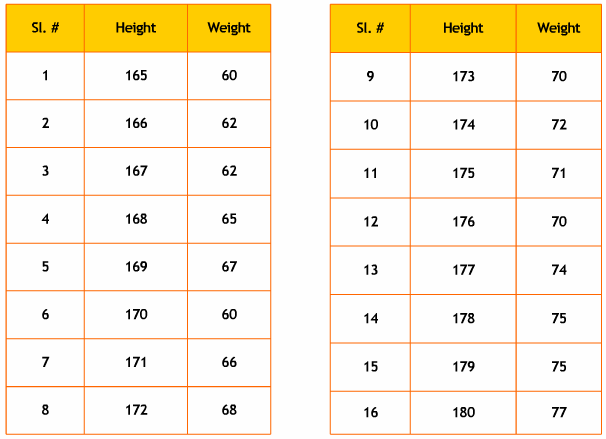 Sl. # Height Weight
1 165 60
2 166 62
3 167 62
4 168 65
5 169 67
6 170 60
7 171 66
8 172 68
Sl. # Height Weight
9 173 70
10 174 72
11 175 71
12 176 70
13 177 74
14 178 75
15 179 75
16 180 77